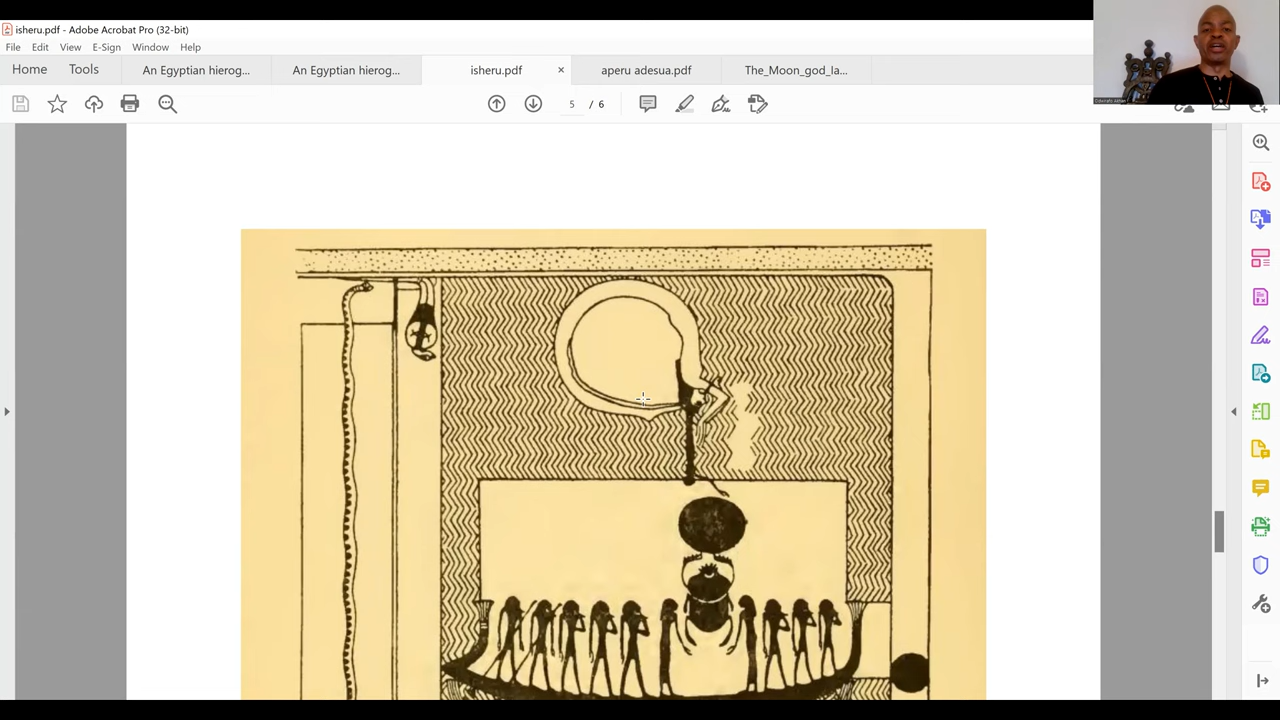 isheru.pdf - Adobe Acrobat Pro (32-bit)
File Edit View E-Sign Window Help
Home Tools An Egyptian hierog... An Egyptian hierog... isheru.pdf × aperu adesua.pdf The_Moon_god_la...
5 / 6